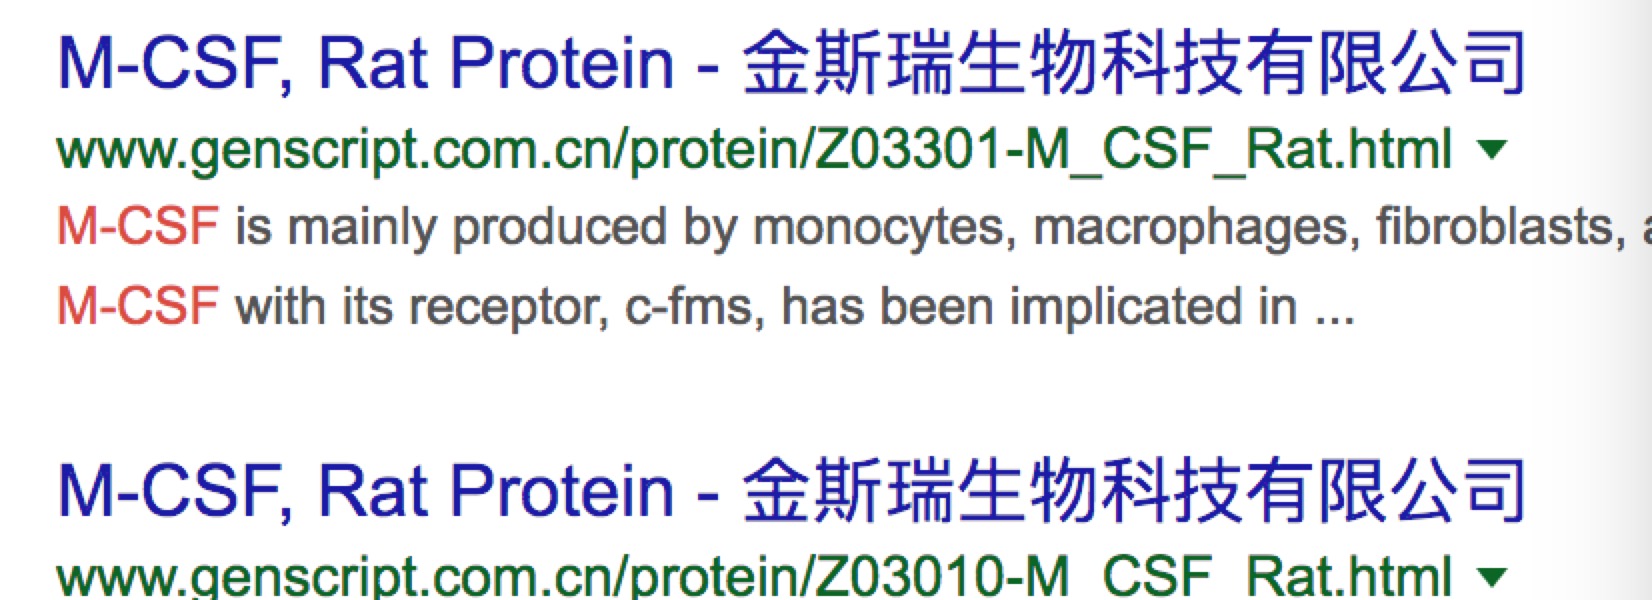 M-CSF, Rat Protein - 金斯瑞生物科技有限公司
www.genscript.com.cn/protein/Z03301-M_CSF_Rat.html ▼
M-CSF is mainly produced by monocytes, macrophages, fibroblasts,
M-CSF with its receptor, c-fms, has been implicated in ...
M-CSF, Rat Protein - 金斯瑞生物科技有限公司
www.genscript.com.cn/protein/Z03010-M_CSF_Rat.html ▼